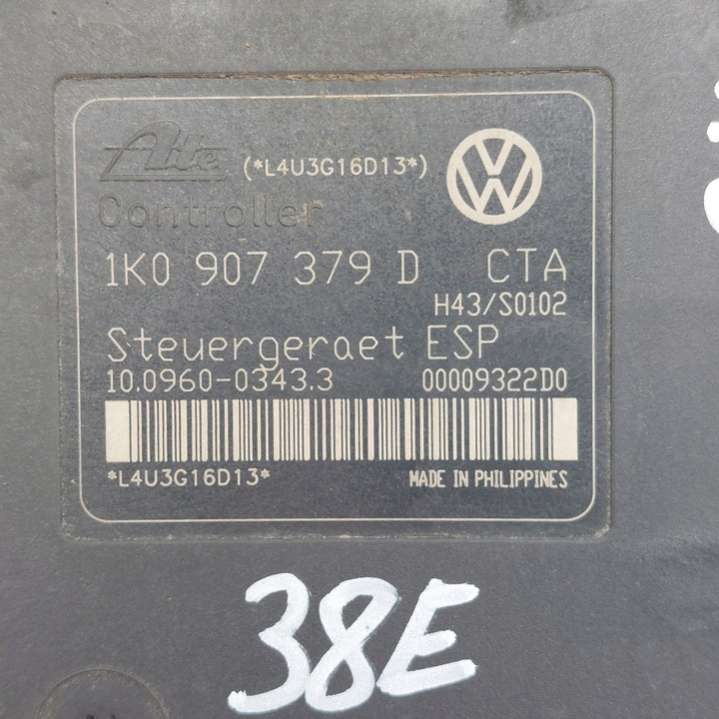 Ate (*L4U3G16D13*)
Controller
1K0 907 379 D CTA
H43/S0102
Steuergeraet ESP
10.0960-0343.3 00009322D0
*L4U3G16D13* MADE IN PHILIPPINES
38E